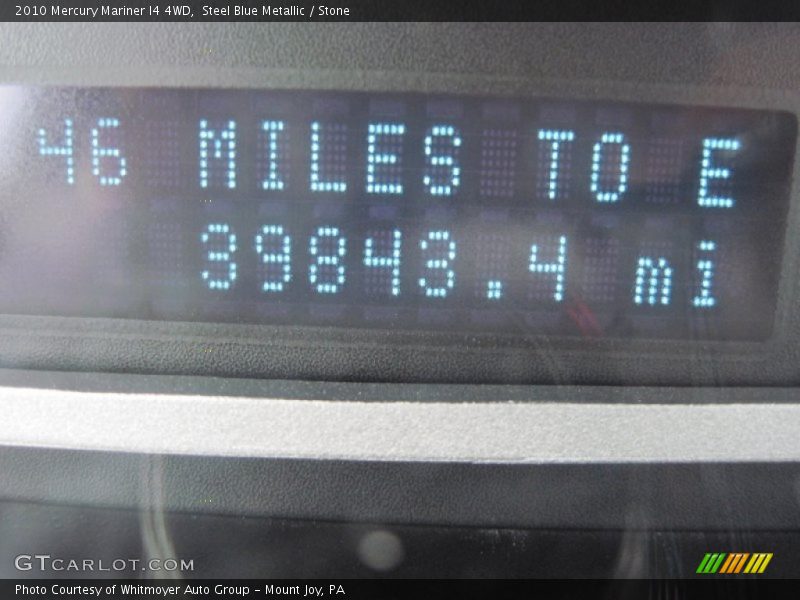 2010 Mercury Mariner I4 4WD, Steel Blue Metallic / Stone
46 MILES TO E
39843.4 mi
GTCARLOT.COM
Photo Courtesy of Whitmoyer Auto Group - Mount Joy, PA